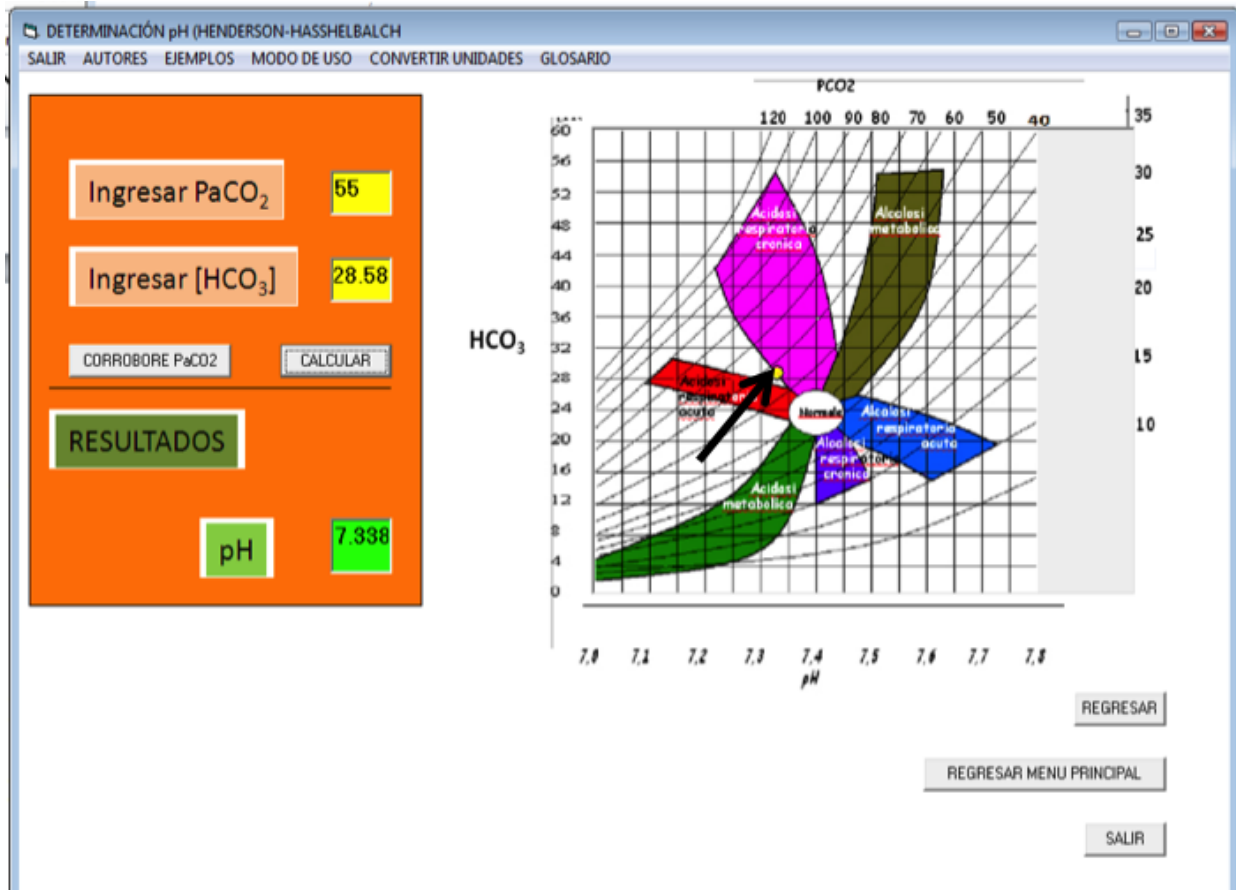 DETERMINACIÓN pH (HENDERSON-HASSHELBALCH
SALIR AUTORES EJEMPLOS MODO DE USO CONVERTIR UNIDADES GLOSARIO
Ingresar PaCO₂
55
Ingresar [HCO₃]
28.58
CORROBORE PaCO2
CALCULAR
RESULTADOS
pH
7.338
PCO2
120 100 90 80 70 60 50 40
35
30
25
20
15
10
60
56
52
48
44
40
36
32
28
24
20
16
12
8
4
0
HCO₃
Acidosi
respiratoria
cronica
Alcalosi
metabolica
Acidosi
respiratoria
acuta
Normale
Alcalosi
respiratoria
acuta
Alcalosi
respiratoria
cronica
Acidosi
metabolica
7,0 7,1 7,2 7,3 7,4 7,5 7,6 7,7 7,8
pH
REGRESAR
REGRESAR MENU PRINCIPAL
SALIR